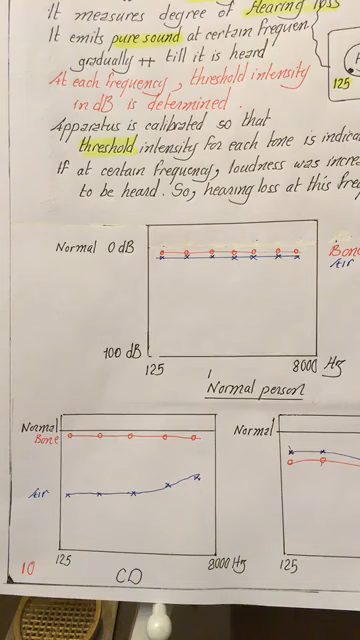 It measures degree of Hearing loss
It emits pure sound at certain frequen
gradually ++ till it is heard
At each frequency, threshold intensity
in dB is determined.
125
Apparatus is calibrated so that
threshold intensity for each tone is indica
If at certain frequency, loudness was incre
to be heard. So, hearing loss at this freq
Normal 0 dB
Bone
Air
100 dB
125
8000 Hz
Normal person
Normal
Bone
Air
125
8000 Hz
CD
Normal
125
10